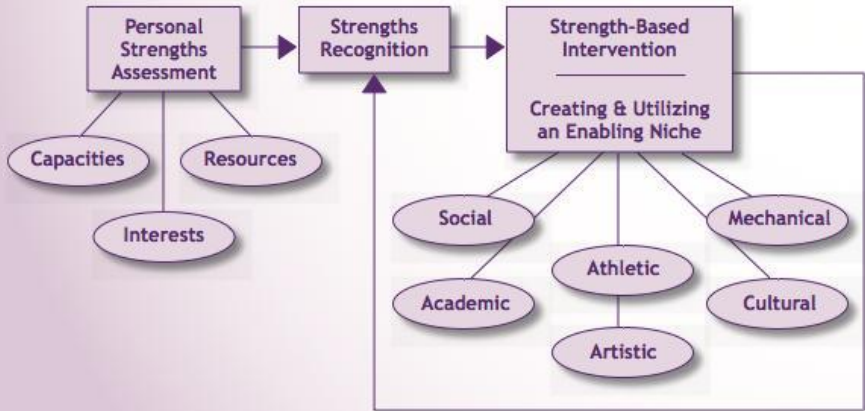 Personal
Strengths
Assessment
Strengths
Recognition
Strength-Based
Intervention
Creating & Utilizing
an Enabling Niche
Capacities
Resources
Interests
Social
Mechanical
Athletic
Academic
Cultural
Artistic